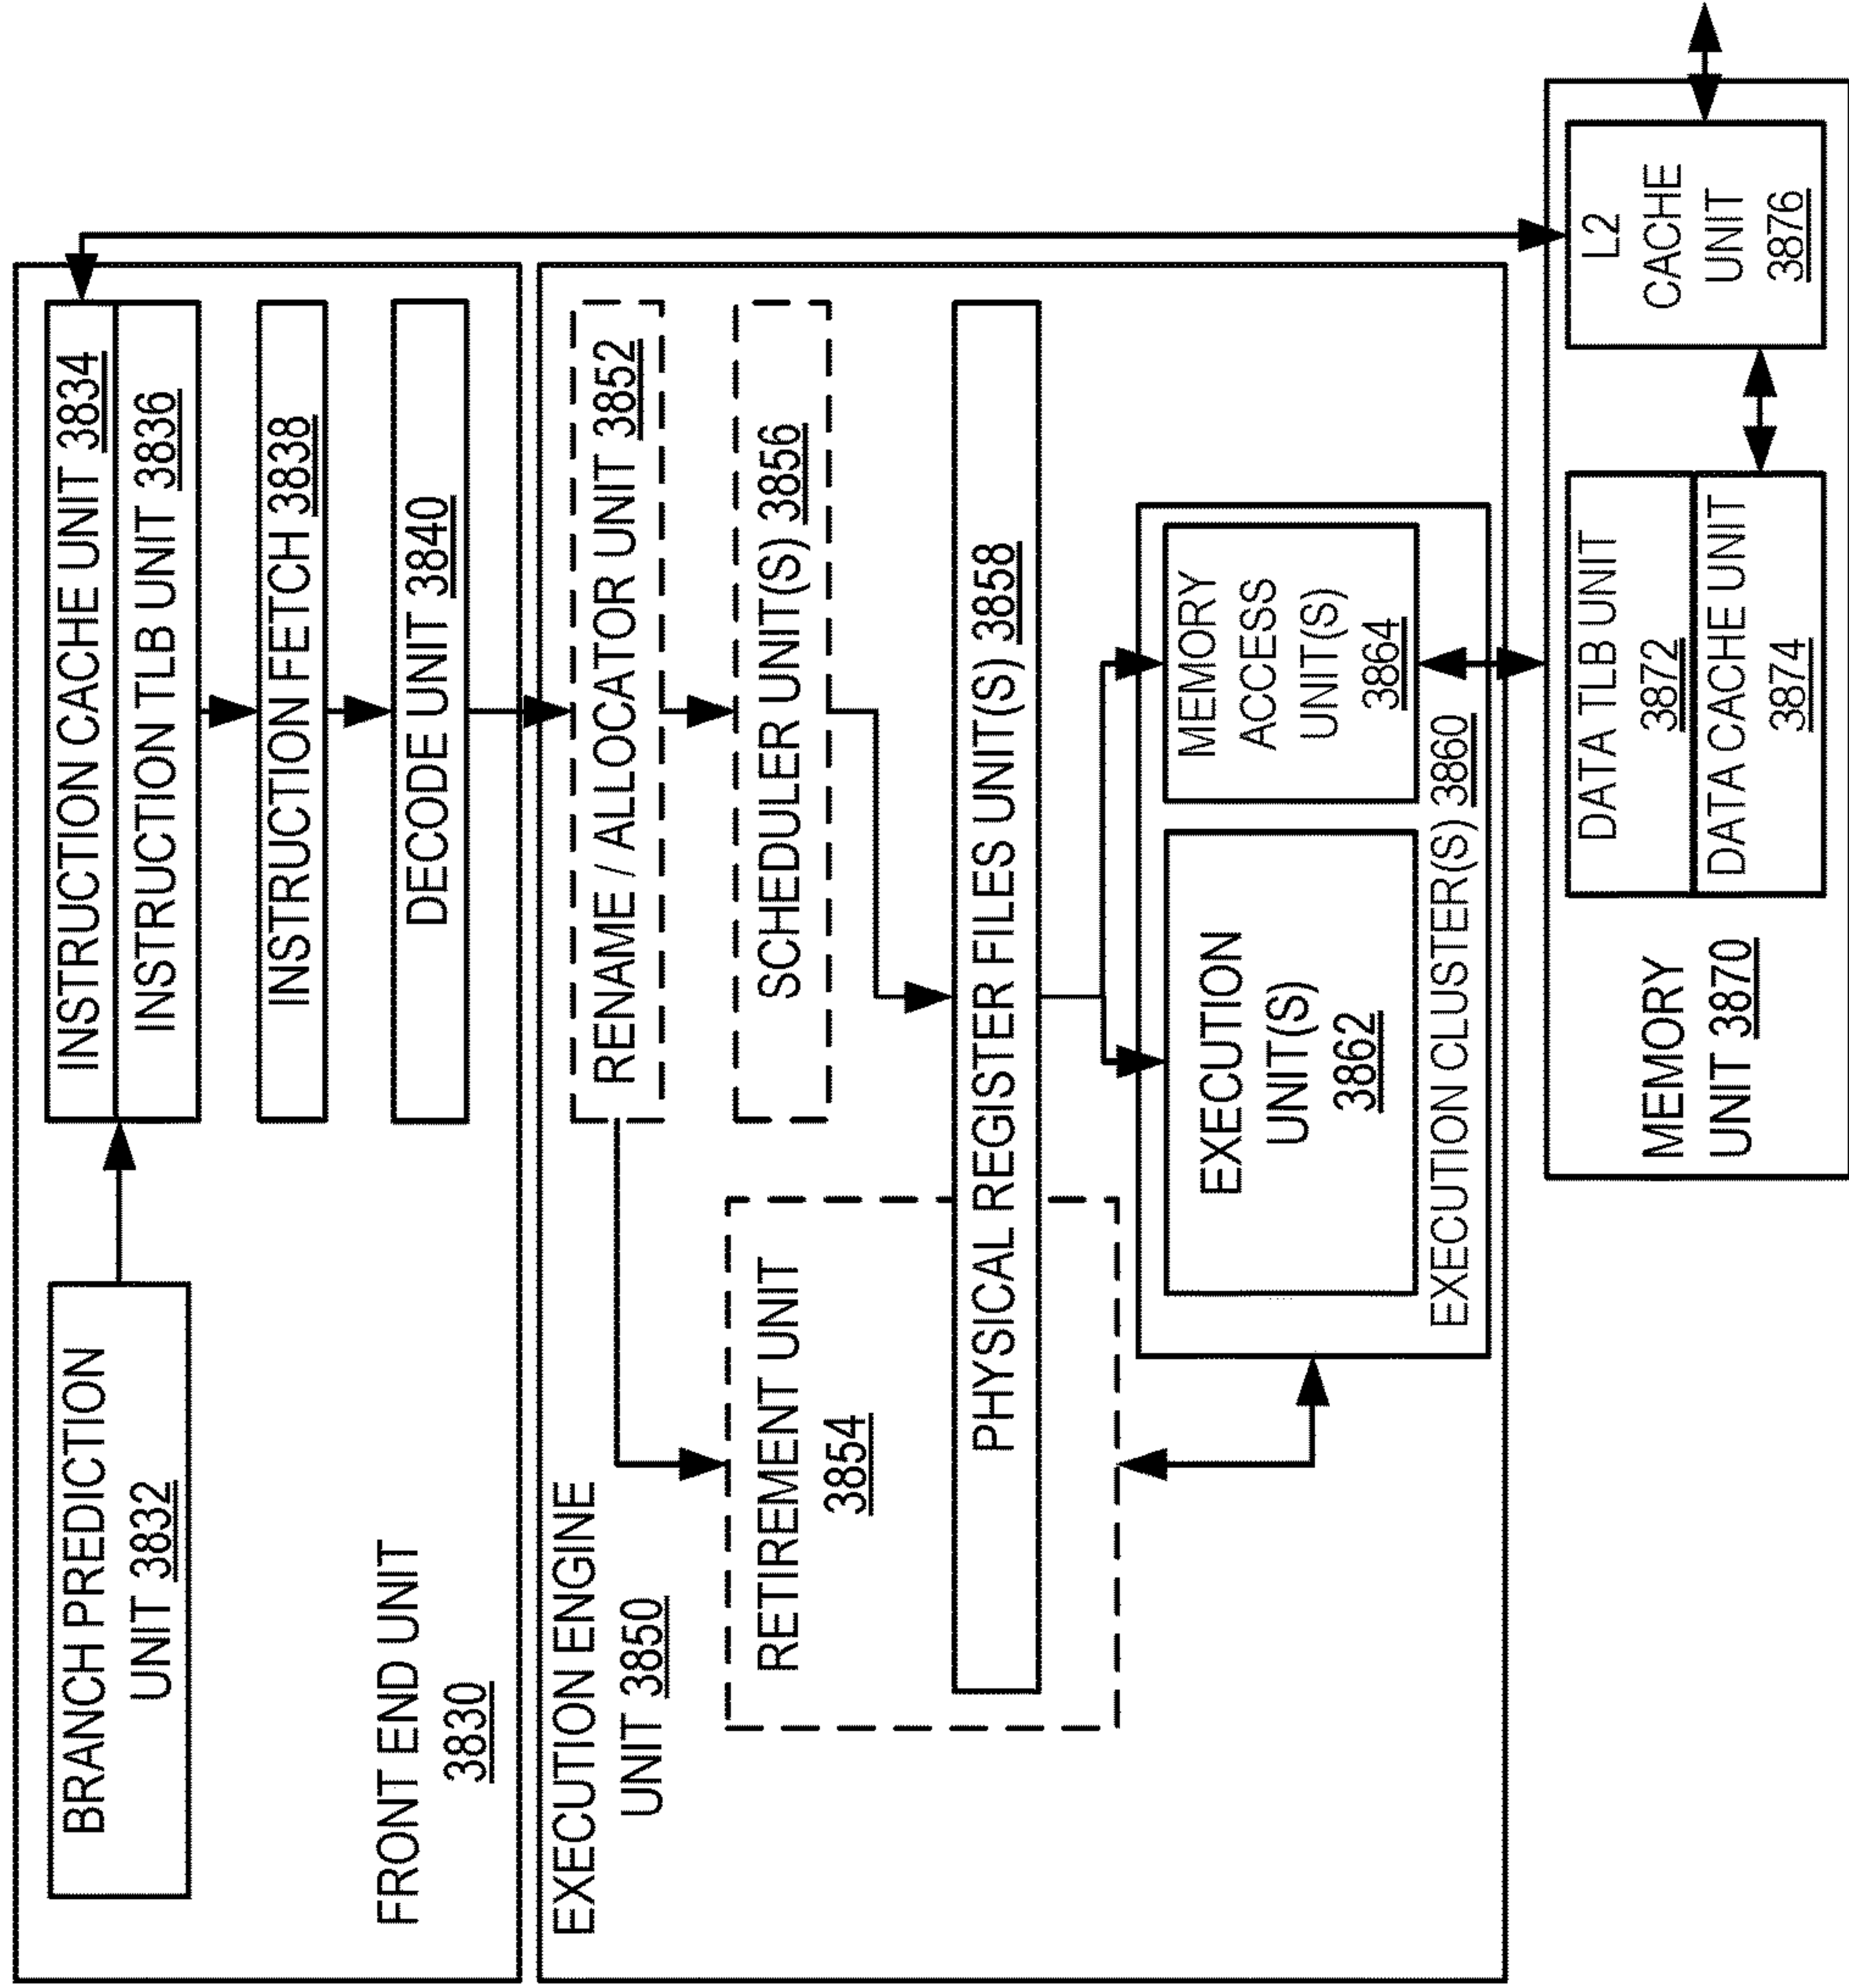 BRANCH PREDICTION
UNIT 3832
INSTRUCTION CACHE UNIT 3834
INSTRUCTION TLB UNIT 3836
INSTRUCTION FETCH 3838
DECODE UNIT 3840
FRONT END UNIT
3830
EXECUTION ENGINE
UNIT 3850
RENAME / ALLOCATOR UNIT 3852
RETIREMENT UNIT
3854
SCHEDULER UNIT(S) 3856
PHYSICAL REGISTER FILES UNIT(S) 3858
EXECUTION
UNIT(S)
3862
MEMORY
ACCESS
UNIT(S)
3864
EXECUTION CLUSTER(S) 3860
MEMORY
UNIT 3870
DATA TLB UNIT
3872
DATA CACHE UNIT
3874
L2
CACHE
UNIT
3876